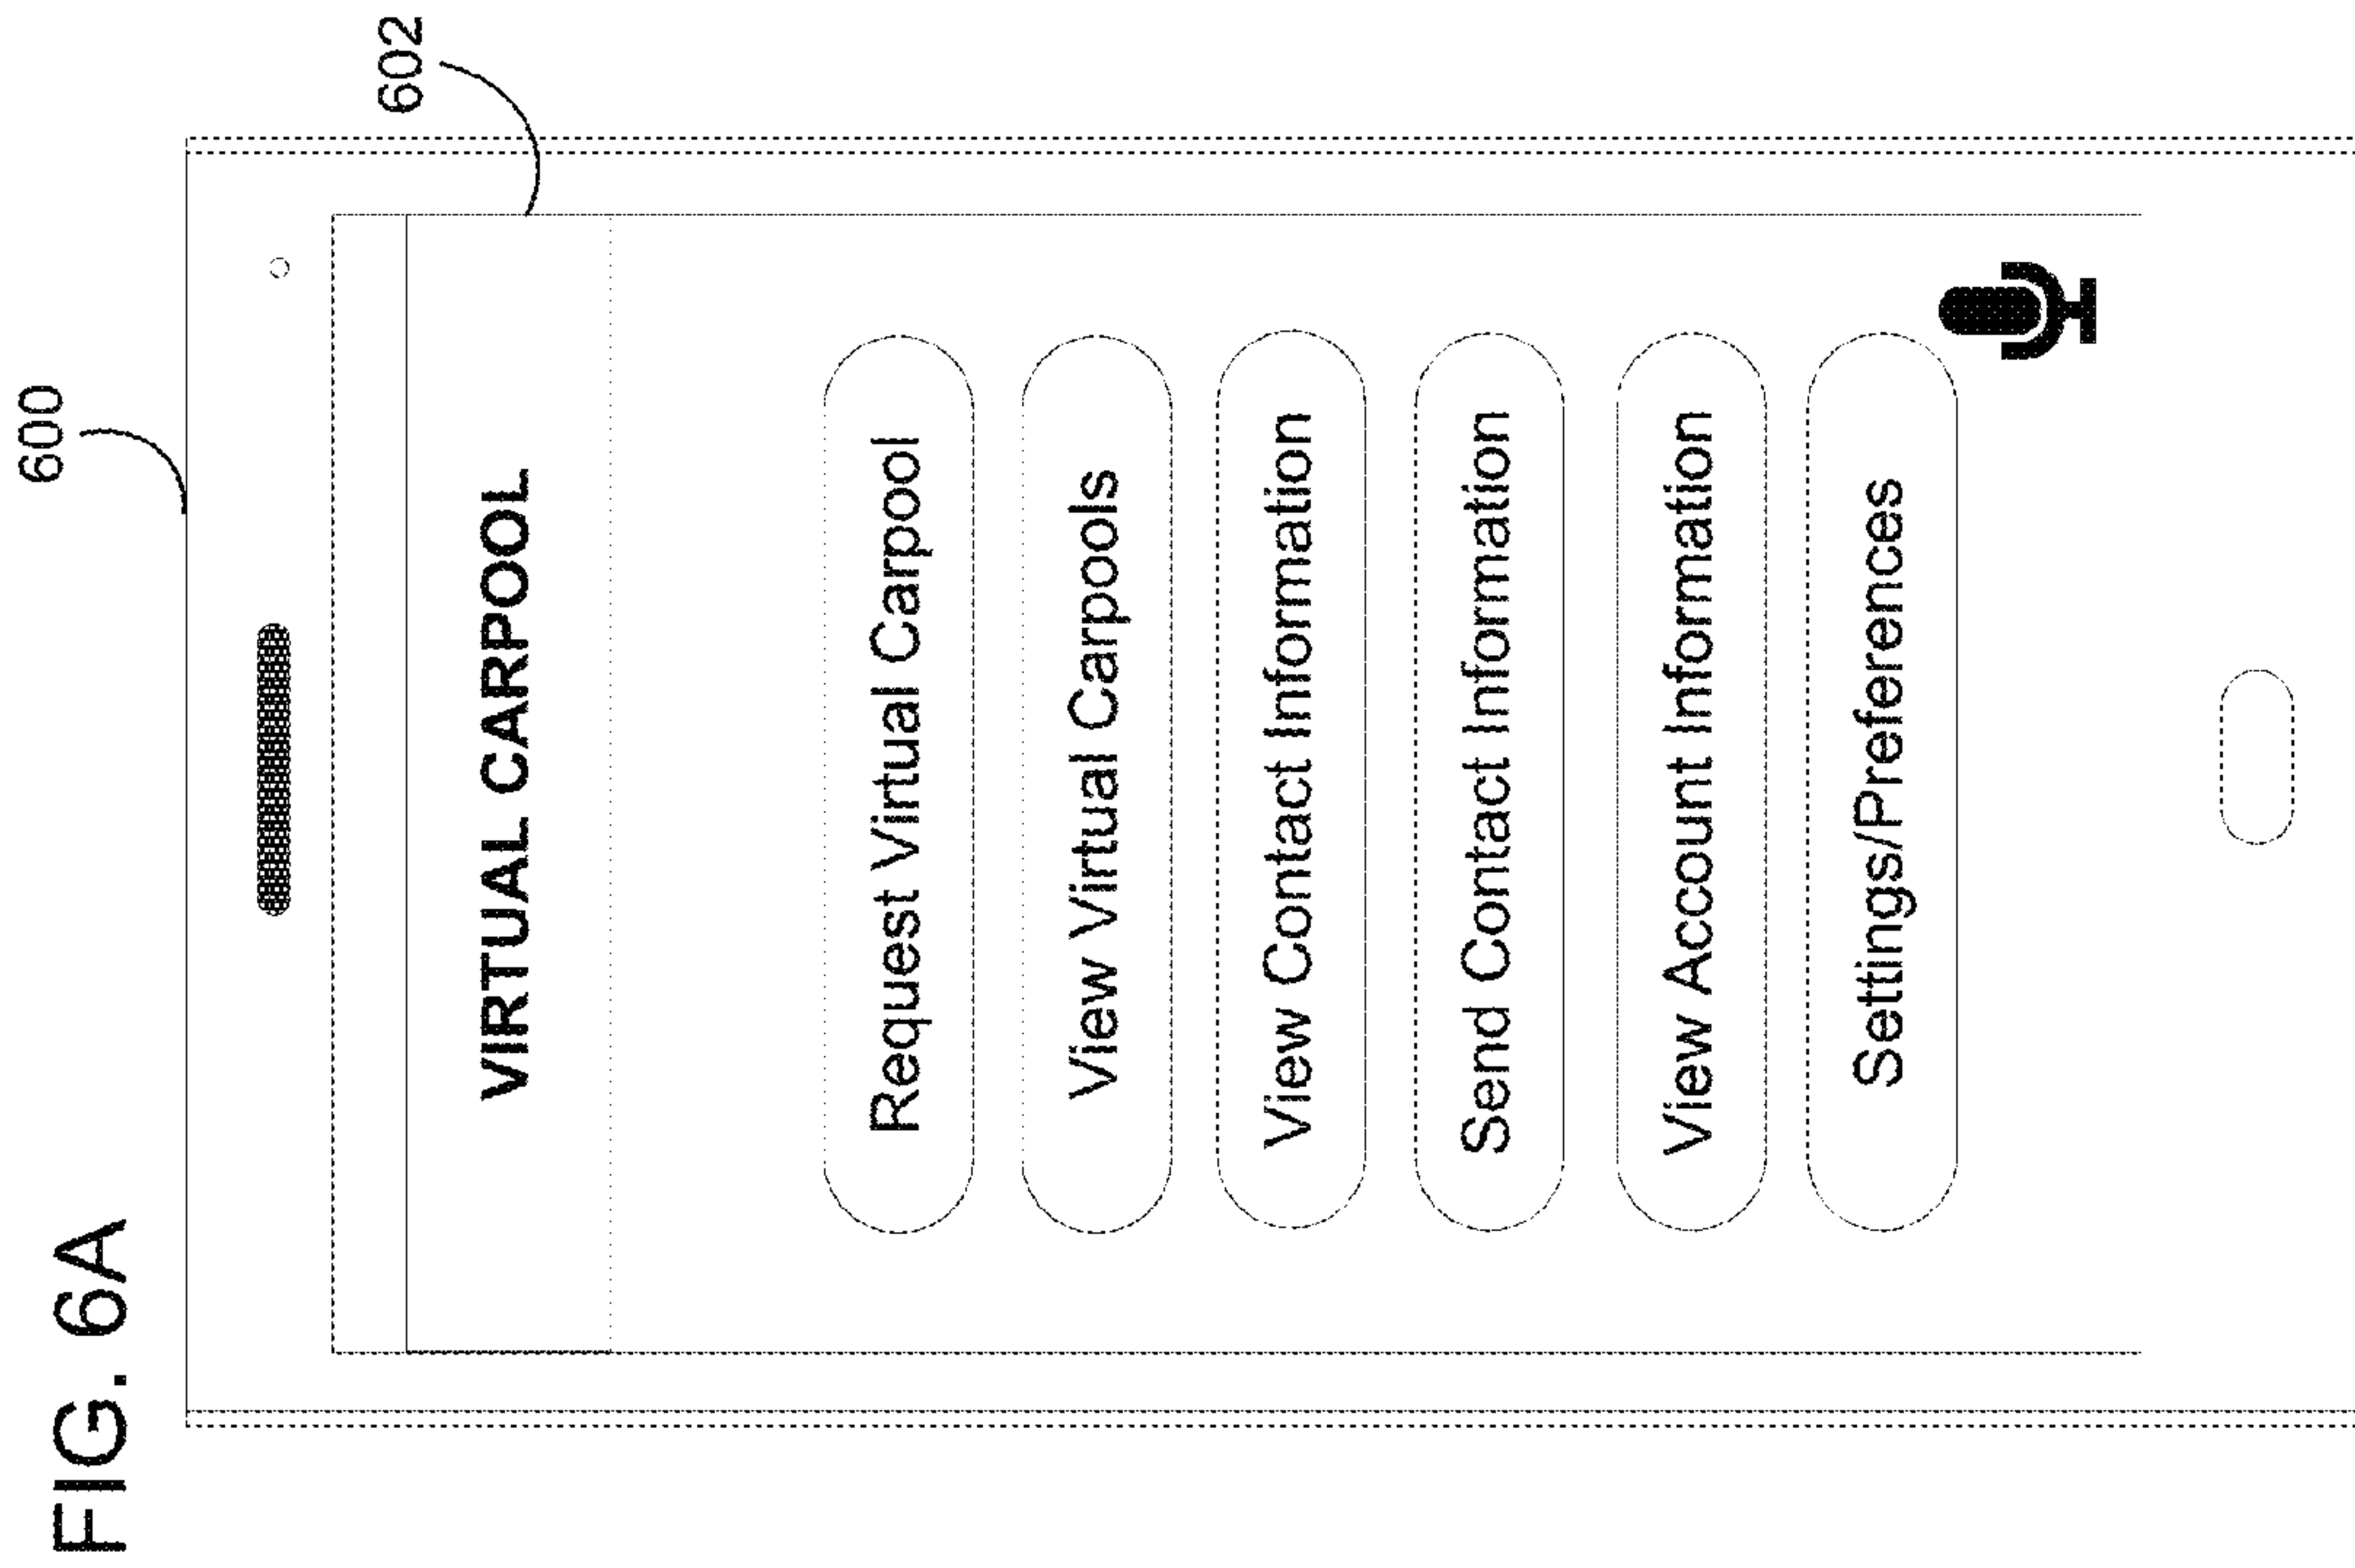 FIG. 6A
600
602
VIRTUAL CARPOOL
Request Virtual Carpool
View Virtual Carpools
View Contact Information
Send Contact Information
View Account Information
Settings/Preferences